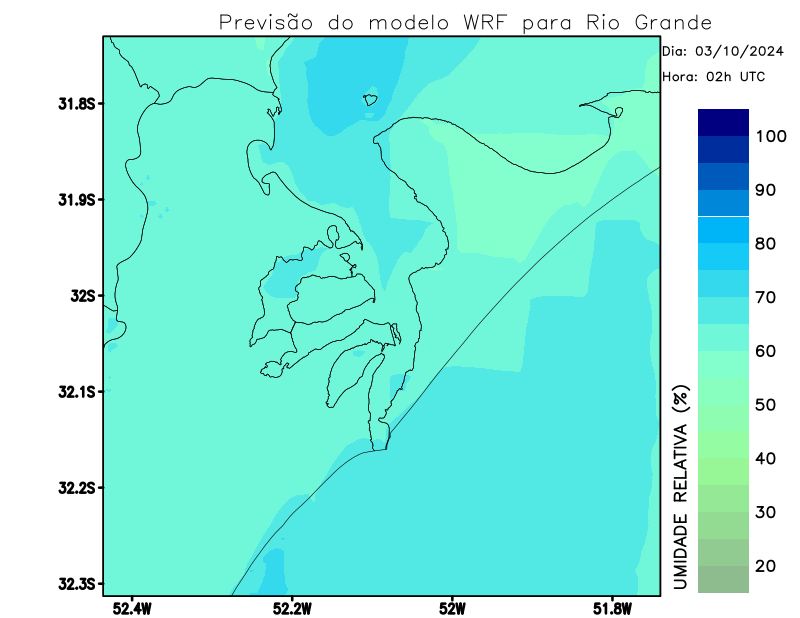 Previsão do modelo WRF para Rio Grande
Dia: 03/10/2024
Hora: 02h UTC
31.8S
31.9S
32S
32.1S
32.2S
32.3S
52.4W
52.2W
52W
51.8W
100
90
80
70
60
50
40
30
20
UMIDADE RELATIVA (%)